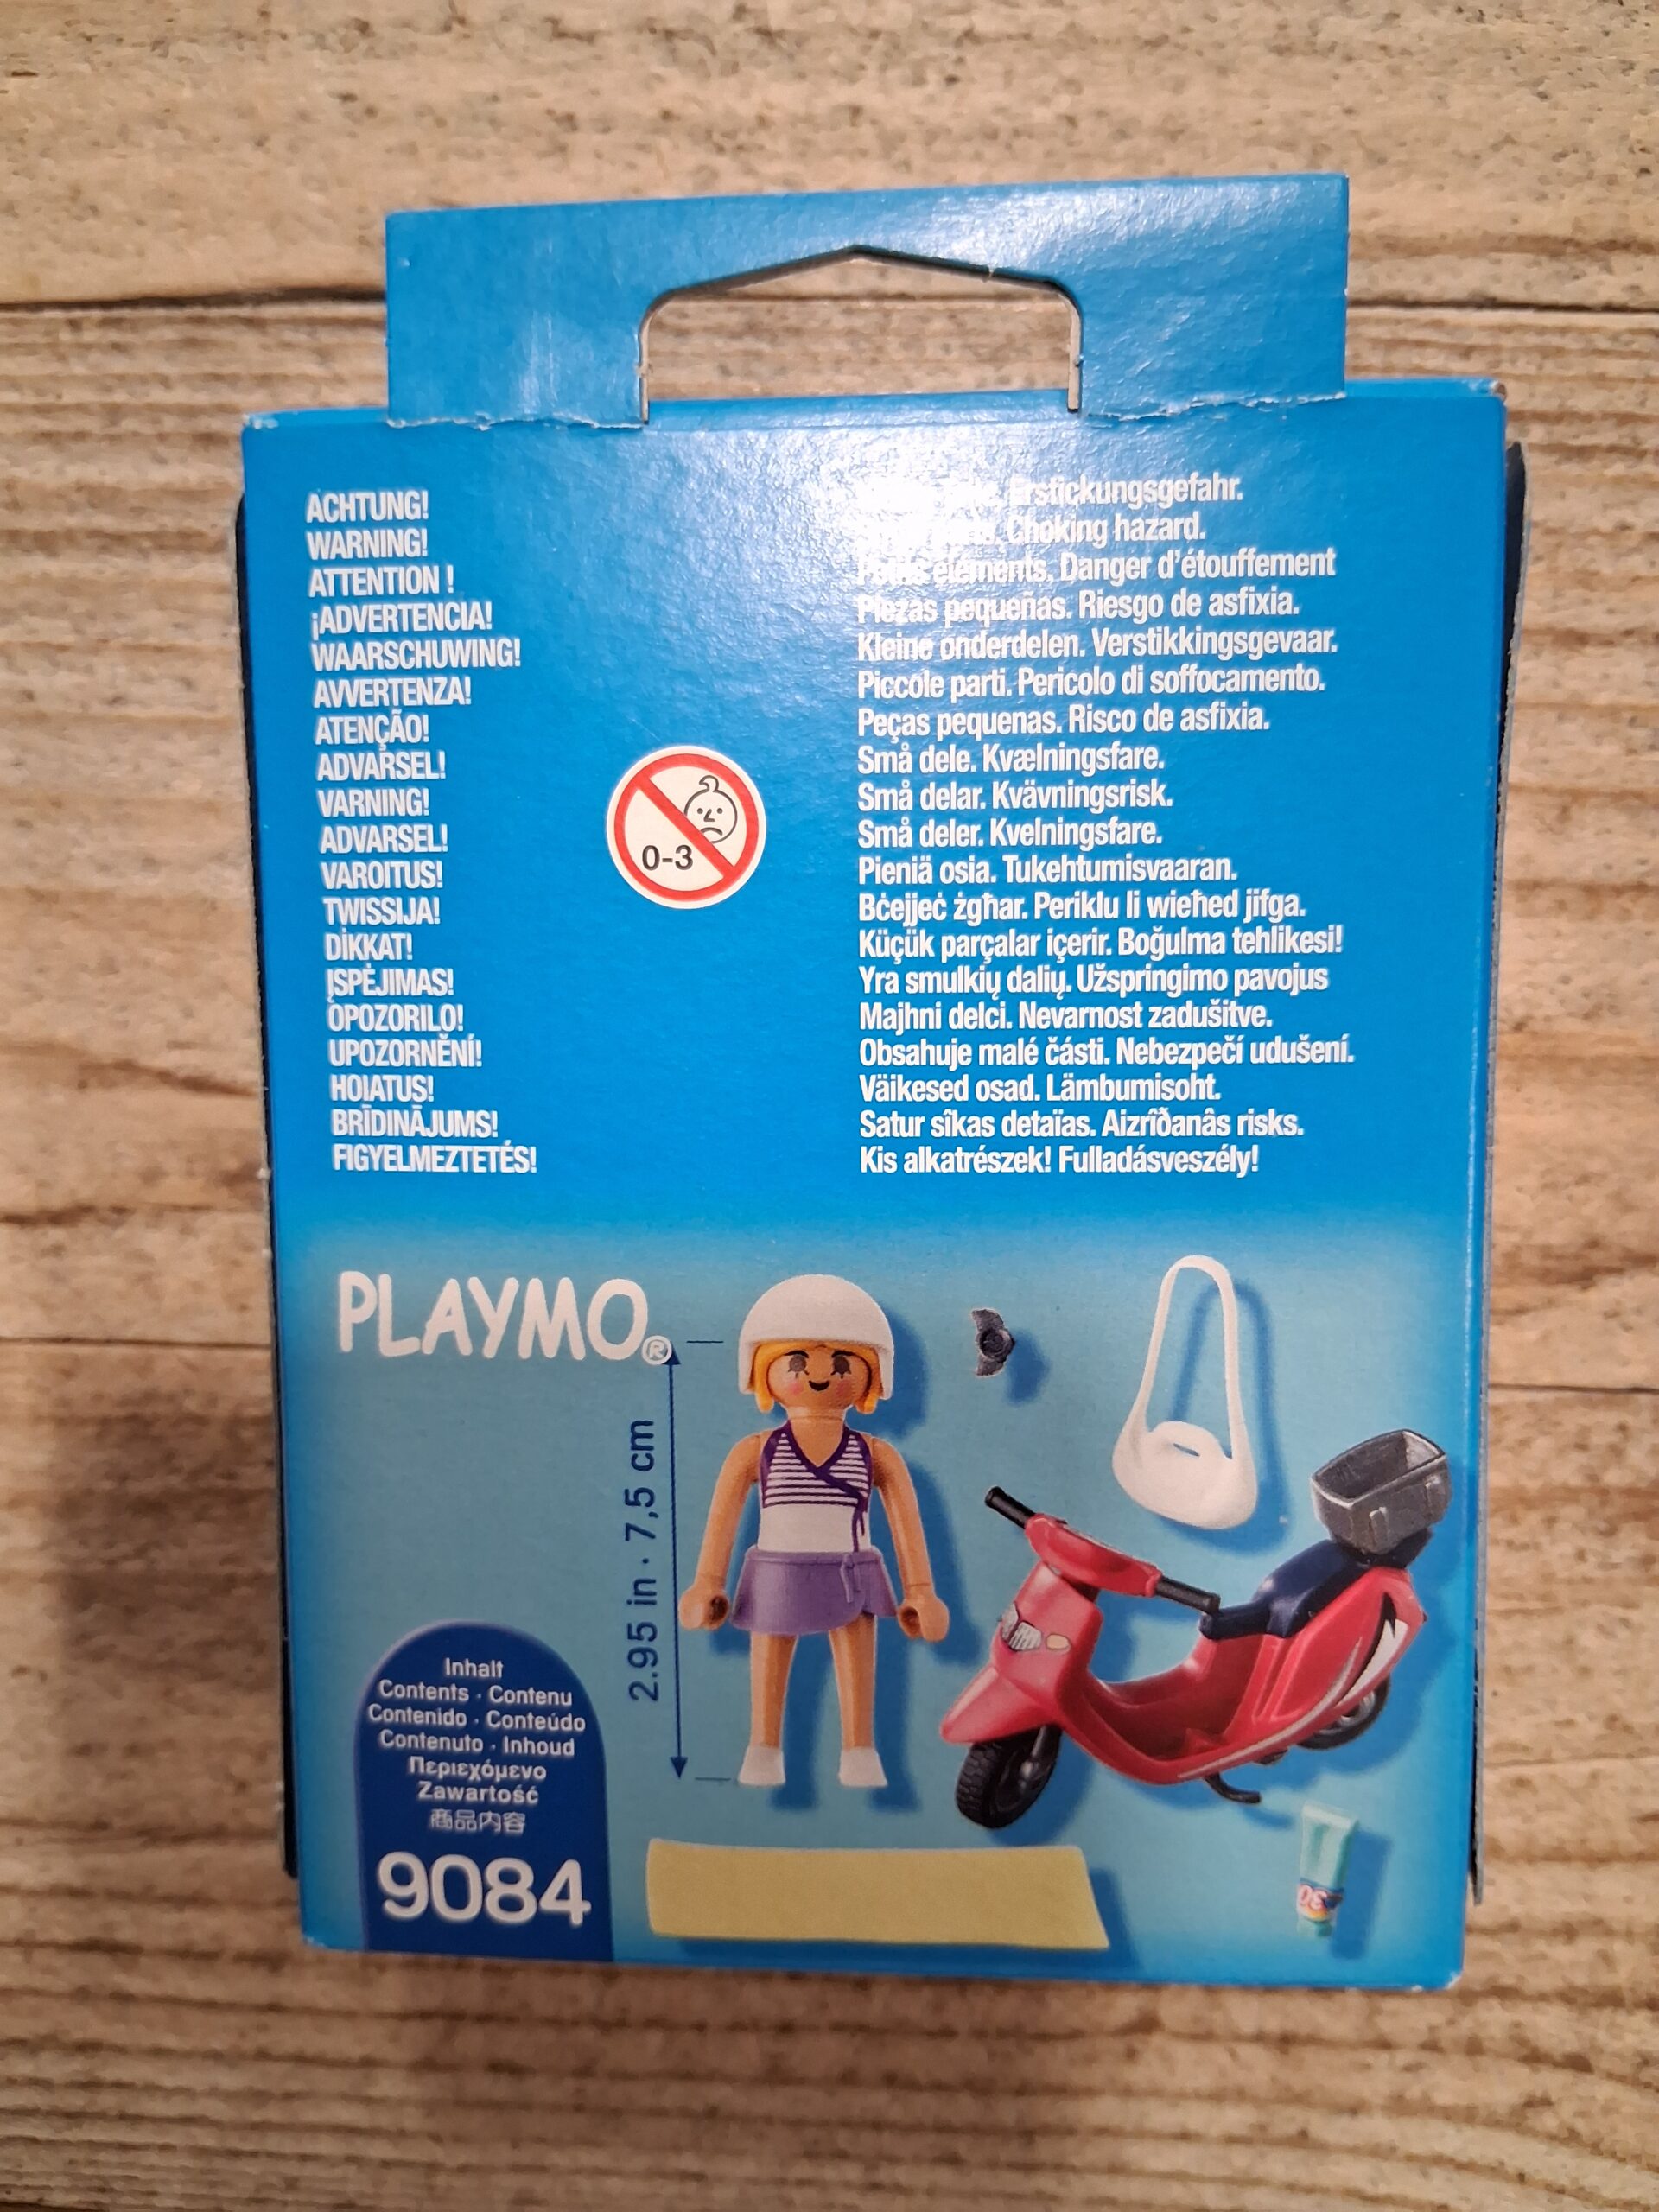 ACHTUNG! Erstickungsgefahr.
WARNING! Choking hazard.
ATTENTION ! éléments. Danger d'étouffement
¡ADVERTENCIA! Piezas pequeñas. Riesgo de asfixia.
WAARSCHUWING! Kleine onderdelen. Verstikkingsgevaar.
AVVERTENZA! Piccole parti. Pericolo di soffocamento.
ATENÇÃO! Peças pequenas. Risco de asfixia.
ADVARSEL! Små dele. Kvælningsfare.
VARNING! Små delar. Kvävningsrisk.
ADVARSEL! Små deler. Kvelningsfare.
VAROITUS! Pieniä osia. Tukehtumisvaaran.
TWISSIJA! Bċejjeċ żgħar. Periklu li wieħed jifga.
DİKKAT! Küçük parçalar içerir. Boğulma tehlikesi!
ĮSPĖJIMAS! Yra smulkių dalių. Užspringimo pavojus
OPOZORILO! Majhni delci. Nevarnost zadušitve.
UPOZORNĚNÍ! Obsahuje malé části. Nebezpečí udušení.
HOIATUS! Väikesed osad. Lämbumisoht.
BRĪDINĀJUMS! Satur sîkas detaïas. Aizrîðanâs risks.
FIGYELMEZTETÉS! Kis alkatrészek! Fulladásveszély!
0-3
PLAYMO®
2.95 in · 7,5 cm
Inhalt
Contents · Contenu
Contenido · Conteúdo
Contenuto · Inhoud
Περιεχόμενο
Zawartość
商品内容
9084
30